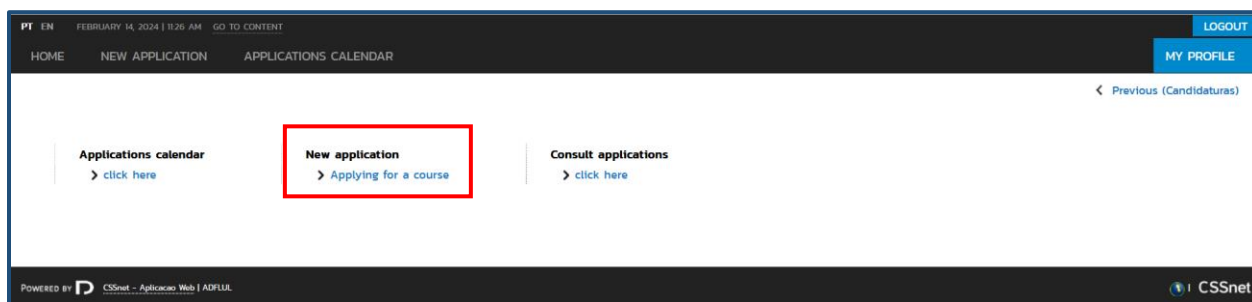 PT EN FEBRUARY 14, 2024 | 11:26 AM GO TO CONTENT LOGOUT
HOME NEW APPLICATION APPLICATIONS CALENDAR MY PROFILE
Previous (Candidaturas)
Applications calendar New application Consult applications
click here Applying for a course click here
POWERED BY CSSnet - Aplicacao Web | ADFLUL CSSnet